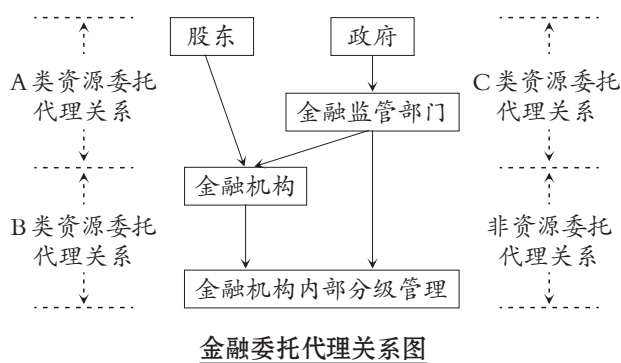 股东
政府
A类资源委托
代理关系
C类资源委托
代理关系
金融监管部门
金融机构
B类资源委托
代理关系
非资源委托
代理关系
金融机构内部分级管理
金融委托代理关系图